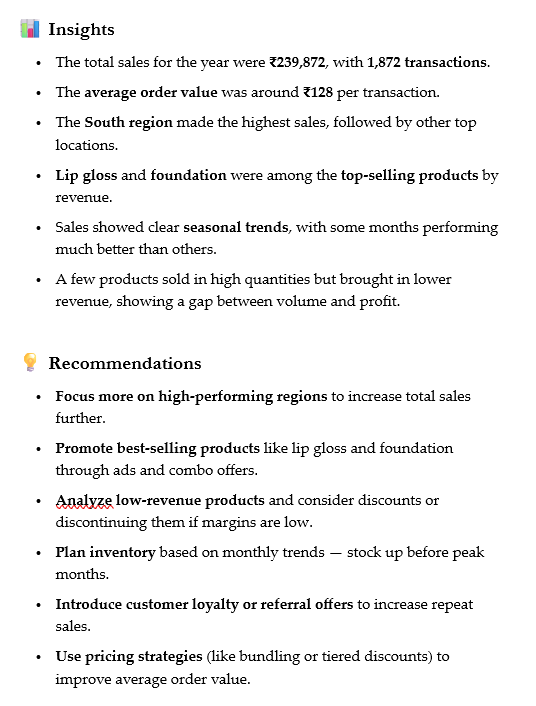 Insights
• The total sales for the year were ₹239,872, with 1,872 transactions.
• The average order value was around ₹128 per transaction.
• The South region made the highest sales, followed by other top
locations.
• Lip gloss and foundation were among the top-selling products by
revenue.
• Sales showed clear seasonal trends, with some months performing
much better than others.
• A few products sold in high quantities but brought in lower
revenue, showing a gap between volume and profit.
Recommendations
• Focus more on high-performing regions to increase total sales
further.
• Promote best-selling products like lip gloss and foundation
through ads and combo offers.
• Analyze low-revenue products and consider discounts or
discontinuing them if margins are low.
• Plan inventory based on monthly trends — stock up before peak
months.
• Introduce customer loyalty or referral offers to increase repeat
sales.
• Use pricing strategies (like bundling or tiered discounts) to
improve average order value.